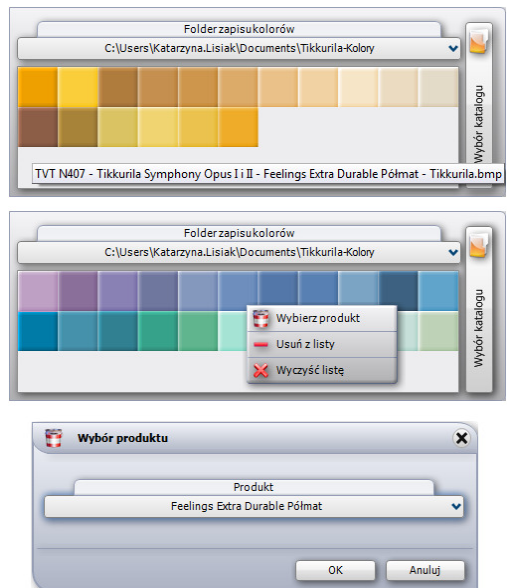 Folder zapisu kolorów
C:\Users\Katarzyna.Lisiak\Documents\Tikkurila-Kolory
Wybór katalogu
TVT N407 - Tikkurila Symphony Opus I i II - Feelings Extra Durable Półmat - Tikkurila.bmp
Folder zapisu kolorów
C:\Users\Katarzyna.Lisiak\Documents\Tikkurila-Kolory
Wybór katalogu
Wybierz produkt
Usuń z listy
Wyczyść listę
Wybór produktu
Produkt
Feelings Extra Durable Półmat
OK Anuluj